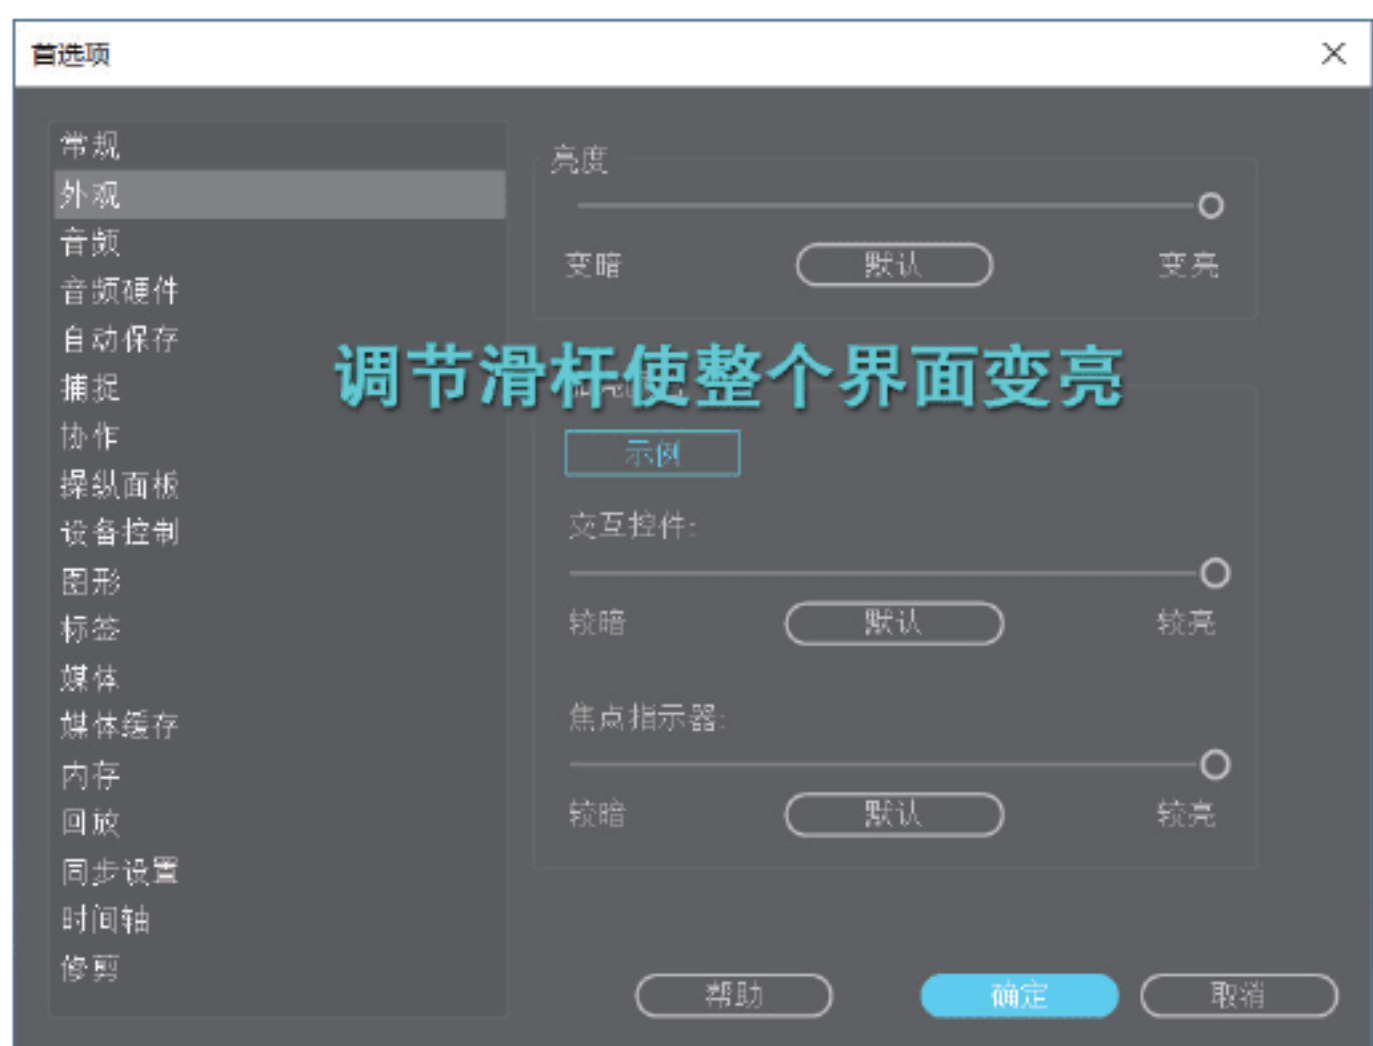 首选项
常规
外观
音频
音频硬件
自动保存
捕捉
协作
操纵面板
设备控制
图形
标签
媒体
媒体缓存
内存
回放
同步设置
时间轴
修剪
亮度
变暗 默认 变亮
调节滑杆使整个界面变亮
示例
交互控件:
较暗 默认 较亮
焦点指示器:
较暗 默认 较亮
帮助 确定 取消